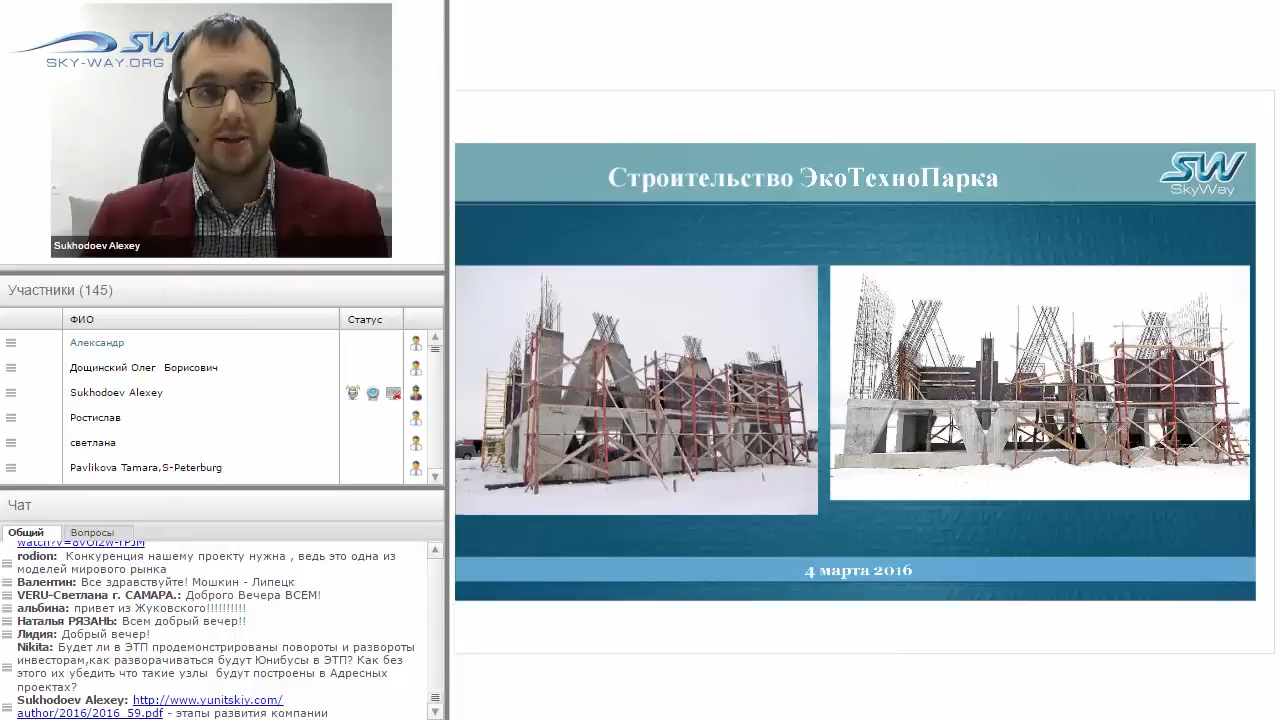 SW
SKY-WAY.ORG
Sukhodoev Alexey
Участники (145)
ФИО
Статус
Александр
Дощинский Олег Борисович
Sukhodoev Alexey
Ростислав
светлана
Pavlikova Tamara,S-Peterburg
Чат
Общий
Вопросы
rodion: Конкуренция нашему проекту нужна , ведь это одна из
моделей мирового рынка
Валентин: Все здравствуйте! Мошкин - Липецк
VERU-Светлана г. САМАРА.: Доброго Вечера ВСЕМ!
альбина: привет из Жуковского!!!!!!!!!!
Наталья РЯЗАНЬ: Всем добрый вечер!!
Лидия: Добрый вечер!
Nikita: Будет ли в ЭТП продемонстрированы повороты и развороты
инвесторам,как разворачиваться будут Юнибусы в ЭТП? Как без
этого их убедить что такие узлы будут построены в Адресных
проектах?
Sukhodoev Alexey: http://www.yunitskiy.com/
author/2016/2016_59.pdf - этапы развития компании
Строительство ЭкоТехноПарка
SW
SkyWay
4 марта 2016